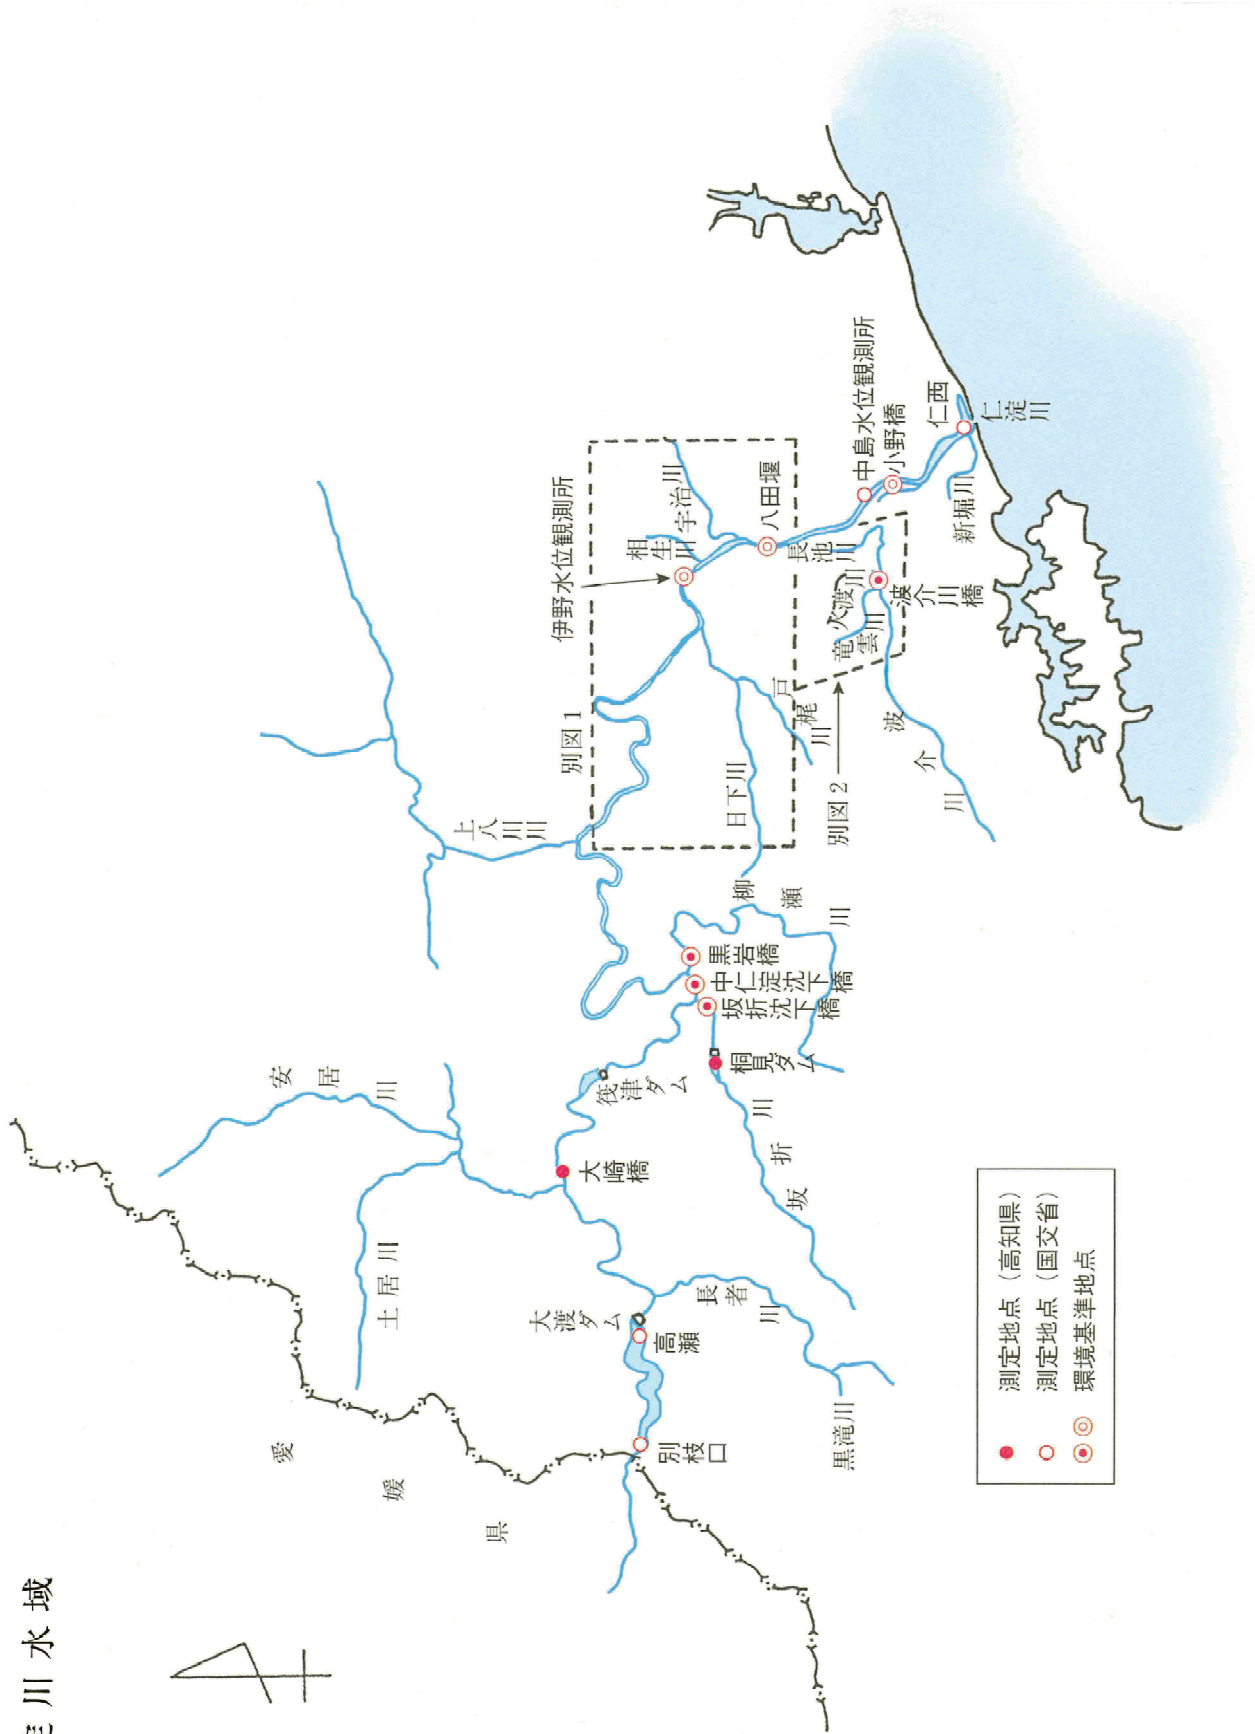 川水域
愛媛県
安居川
土居川
上八川川
大渡ダム
高瀬
別枝口
長者川
黒滝川
大崎橋
筏津ダム
桐見ダム
坂折川
坂折沈下橋
中仁淀沈下橋
黒岩橋
柳瀬川
別図1
日下川
戸梶川
伊野水位観測所
相生川
宇治川
八田堰
長池川
火渡川
竜雲川
波介川橋
別図2
波介川
中島水位観測所
小野橋
仁西
仁淀川
新堀川
測定地点(高知県)
測定地点(国交省)
環境基準地点